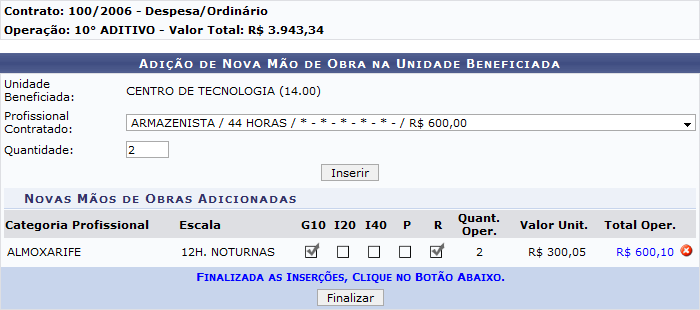 Contrato: 100/2006 - Despesa/Ordinário
Operação: 10° ADITIVO - Valor Total: R$ 3.943,34
Adição de Nova Mão de Obra na Unidade Beneficiada
Unidade Beneficiada: CENTRO DE TECNOLOGIA (14.00)
Profissional Contratado: ARMAZENISTA / 44 HORAS / * - * - * - * - * - / R$ 600,00
Quantidade: 2
Inserir
Novas Mãos de Obras Adicionadas
Categoria Profissional Escala G10 I20 I40 P R Quant. Oper. Valor Unit. Total Oper.
ALMOXARIFE 12H. NOTURNAS 2 R$ 300,05 R$ 600,10
Finalizada as Inserções, Clique no Botão Abaixo.
Finalizar